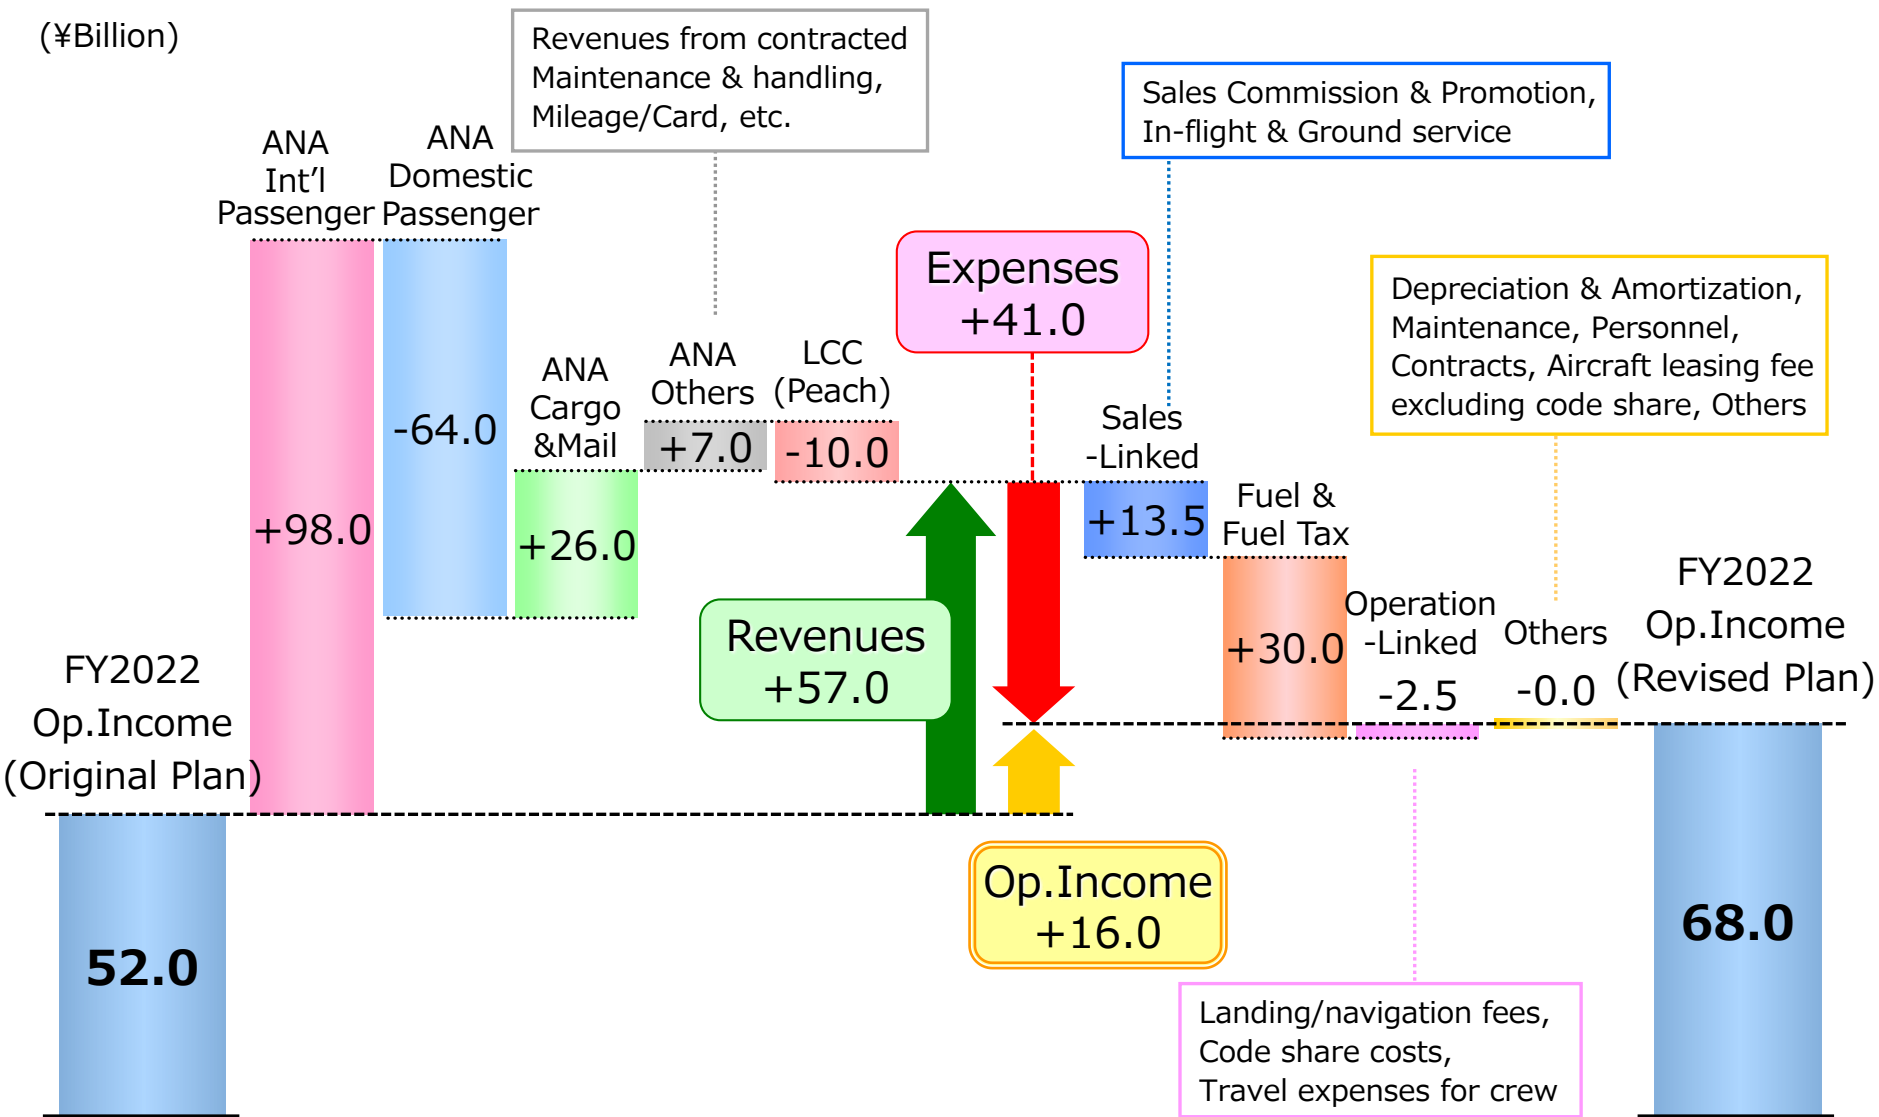 (¥Billion)
Revenues from contracted
Maintenance & handling,
Mileage/Card, etc.
Sales Commission & Promotion,
In-flight & Ground service
ANA
Int’l
Passenger
ANA
Domestic
Passenger
Expenses
+41.0
Depreciation & Amortization,
Maintenance, Personnel,
Contracts, Aircraft leasing fee
excluding code share, Others
ANA
Cargo
&Mail
ANA
Others
LCC
(Peach)
Sales
-Linked
+98.0
-64.0
+26.0
+7.0
-10.0
+13.5
Fuel &
Fuel Tax
+30.0
Operation
-Linked
-2.5
Others
-0.0
FY2022
Op.Income
(Revised Plan)
Revenues
+57.0
FY2022
Op.Income
(Original Plan)
Op.Income
+16.0
52.0
68.0
Landing/navigation fees,
Code share costs,
Travel expenses for crew